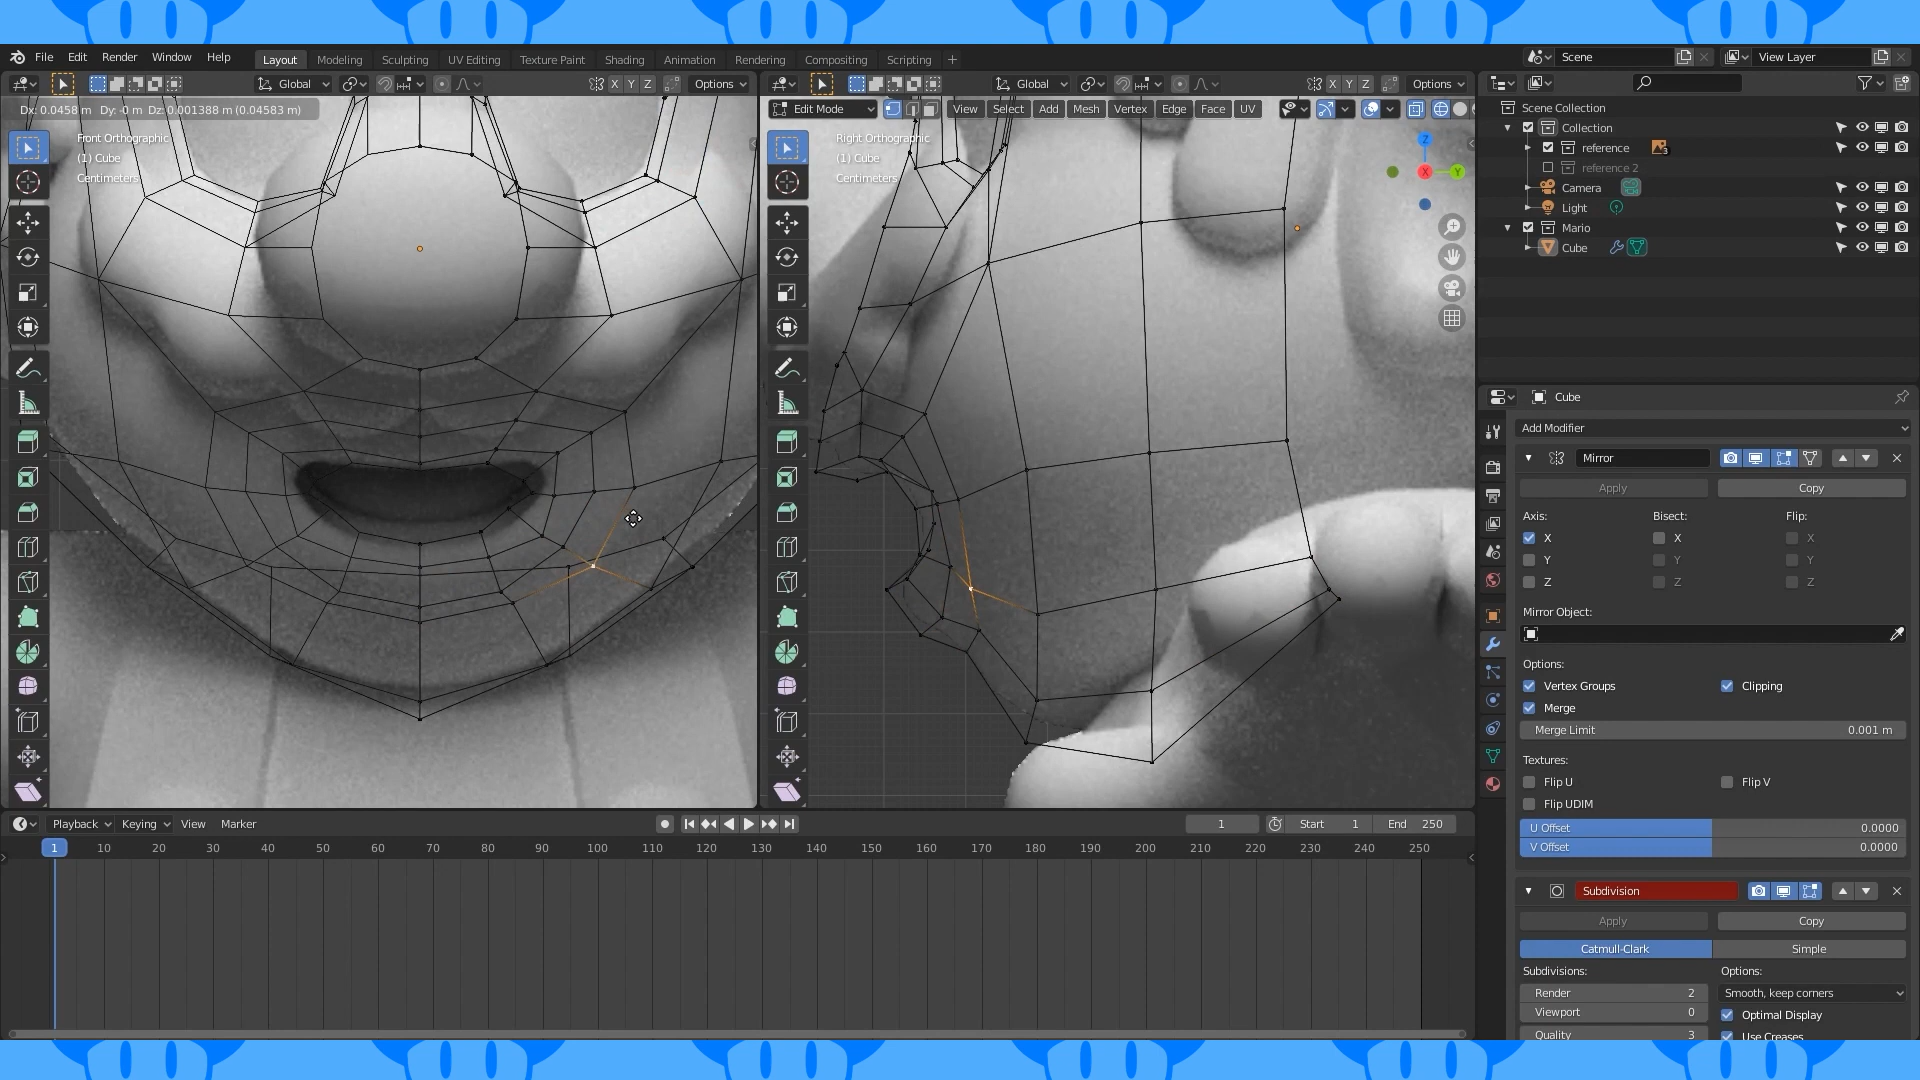 File Edit Render Window Help Layout Modeling Sculpting UV Editing Texture Paint Shading Animation Rendering Compositing Scripting + Scene View Layer
Global X Y Z Options Global X Y Z Options
Dx: 0.0458 m Dy: -0 m Dz: 0.001388 m (0.04583 m) Edit Mode View Select Add Mesh Vertex Edge Face UV
Scene Collection
Collection
reference 3
reference 2
Camera
Light
Mario
Cube
Front Orthographic
(1) Cube
Centimeters
Right Orthographic
(1) Cube
Centimeters
Z
X Y
Cube
Add Modifier
Mirror
Apply Copy
Axis: Bisect: Flip:
X X X
Y Y Y
Z Z Z
Mirror Object:
Options:
Vertex Groups Clipping
Merge
Merge Limit 0.001 m
Textures:
Flip U Flip V
Flip UDIM
U Offset 0.0000
V Offset 0.0000
Subdivision
Apply Copy
Catmull-Clark Simple
Subdivisions: Options:
Render 2 Smooth, keep corners
Viewport 0 Optimal Display
Quality 3 Use Creases
Playback Keying View Marker 1 Start 1 End 250
1 10 20 30 40 50 60 70 80 90 100 110 120 130 140 150 160 170 180 190 200 210 220 230 240 250